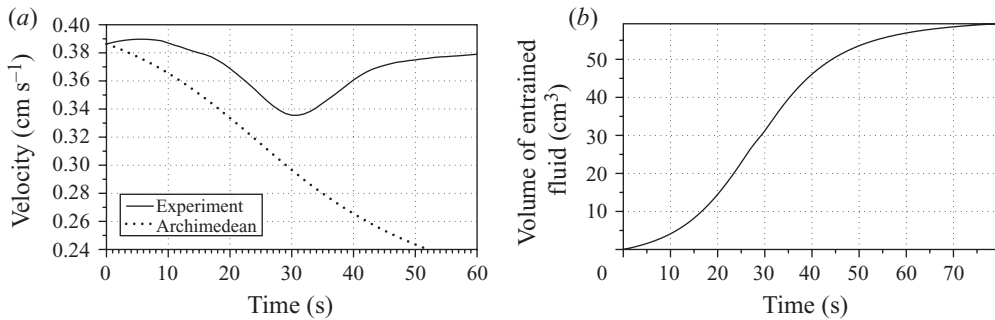 (a)
0.40
0.38
0.36
0.34
0.32
0.30
0.28
0.26
0.24
Velocity (cm s−1)
Experiment
Archimedean
0 10 20 30 40 50 60
Time (s)
(b)
50
40
30
20
10
0
Volume of entrained
fluid (cm3)
10 20 30 40 50 60 70
Time (s)